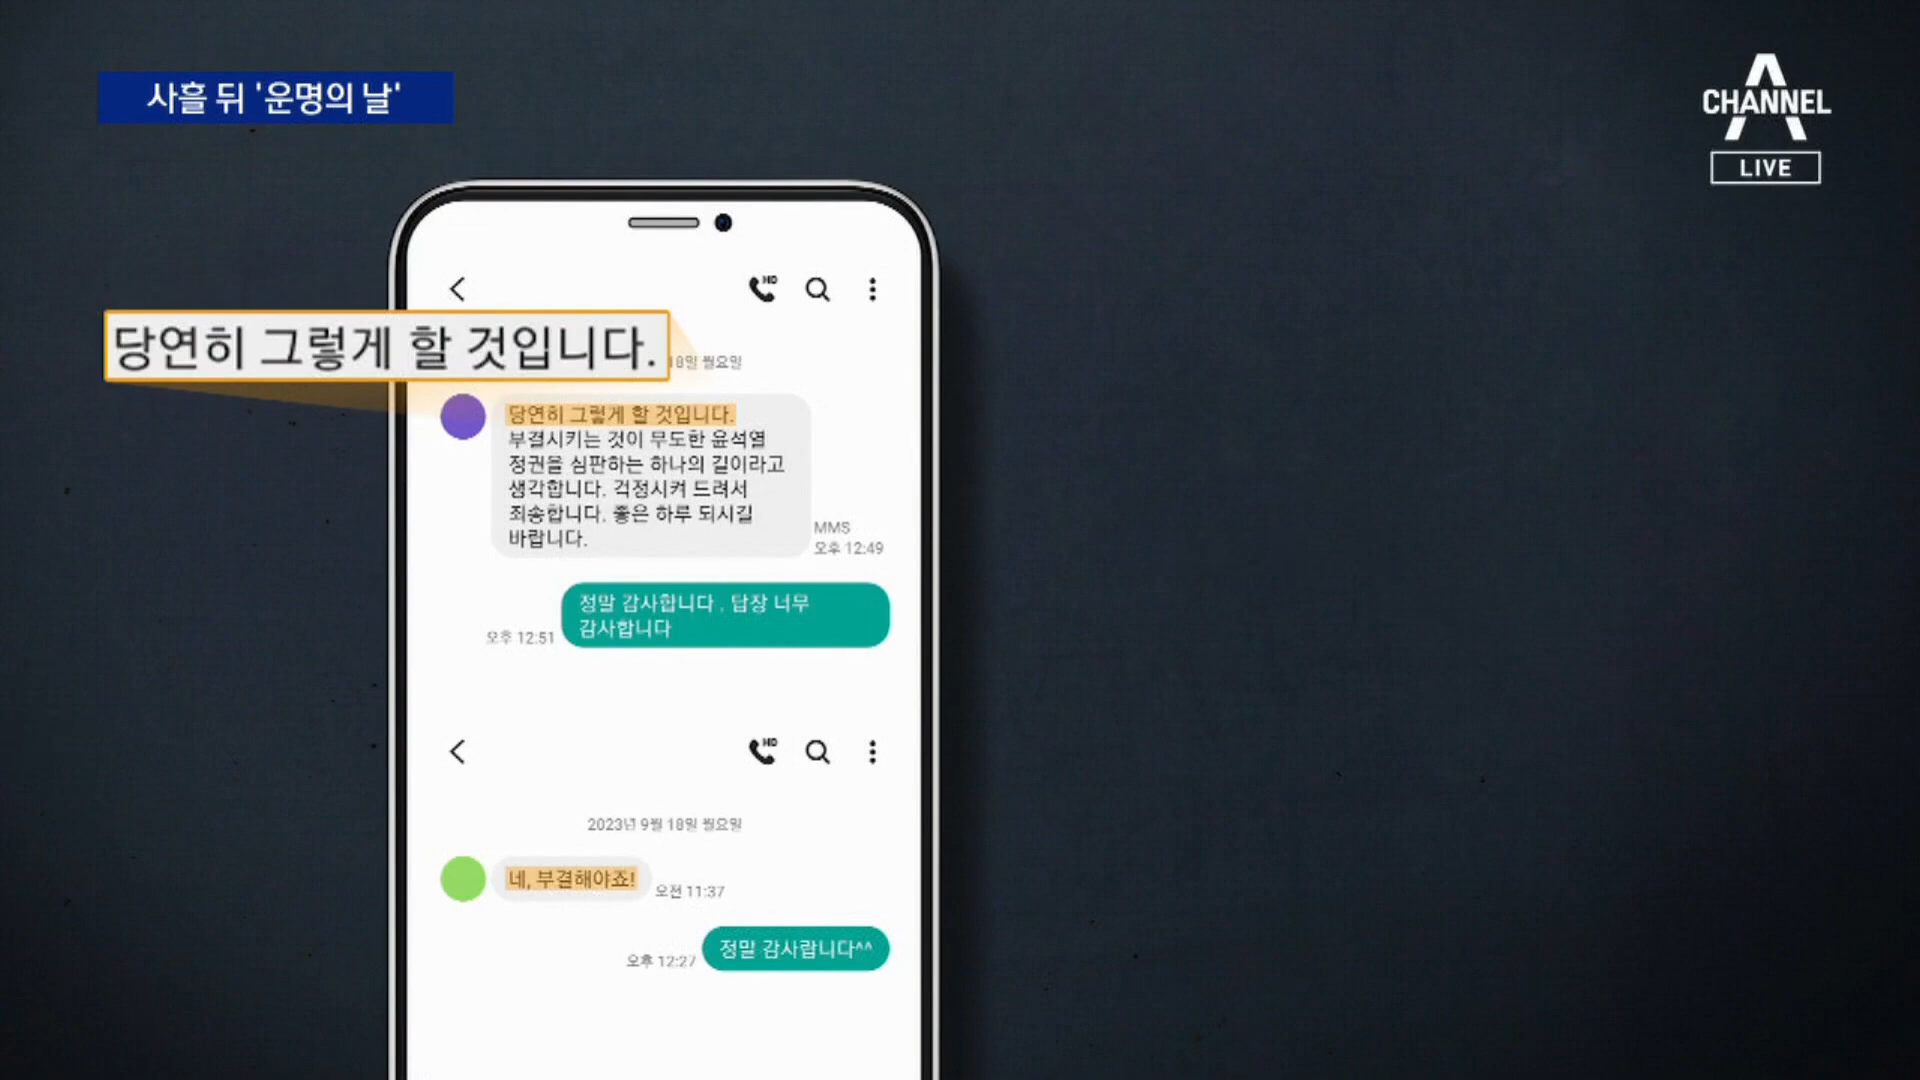 사흘 뒤 '운명의 날'
CHANNEL A
LIVE
HD
당연히 그렇게 할 것입니다.
18일 월요일
당연히 그렇게 할 것입니다.
부결시키는 것이 무도한 윤석열
정권을 심판하는 하나의 길이라고
생각합니다. 걱정시켜 드려서
죄송합니다. 좋은 하루 되시길
바랍니다.
MMS
오후 12:49
정말 감사합니다 . 답장 너무
감사합니다
오후 12:51
HD
2023년 9월 18일 월요일
네, 부결해야죠!
오전 11:37
정말 감사랍니다^^
오후 12:27